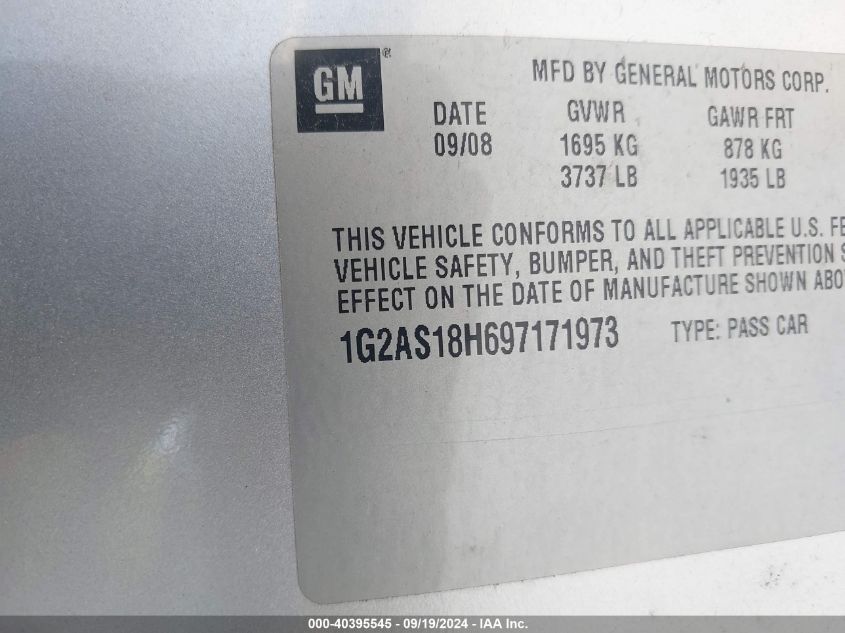 GM®
MFD BY GENERAL MOTORS CORP.
DATE GVWR GAWR FRT
09/08 1695 KG 878 KG
3737 LB 1935 LB
THIS VEHICLE CONFORMS TO ALL APPLICABLE U.S. FE
VEHICLE SAFETY, BUMPER, AND THEFT PREVENTION S
EFFECT ON THE DATE OF MANUFACTURE SHOWN ABO
1G2AS18H697171973 TYPE: PASS CAR
000-40395545 - 09/19/2024 - IAA Inc.